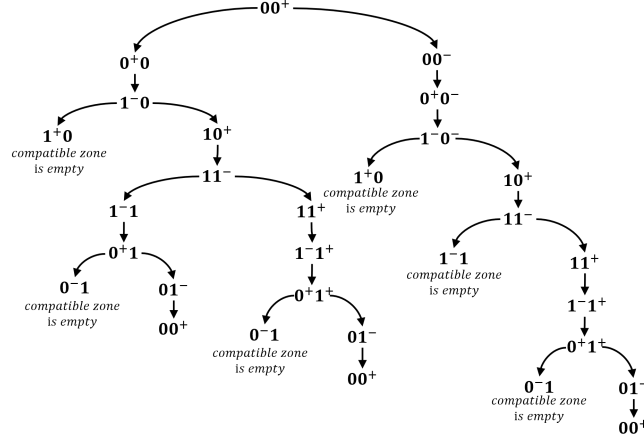 00⁺
0⁺0
00⁻
1⁻0
0⁺0⁻
1⁺0
compatible zone
is empty
10⁺
1⁻0⁻
11⁻
1⁺0
compatible zone
is empty
10⁺
1⁻1
11⁺
11⁻
0⁺1
1⁻1⁺
1⁻1
compatible zone
is empty
11⁺
0⁻1
compatible zone
is empty
01⁻
0⁺1⁺
1⁻1⁺
00⁺
0⁻1
compatible zone
is empty
01⁻
0⁺1⁺
00⁺
0⁻1
compatible zone
is empty
01⁻
00⁺